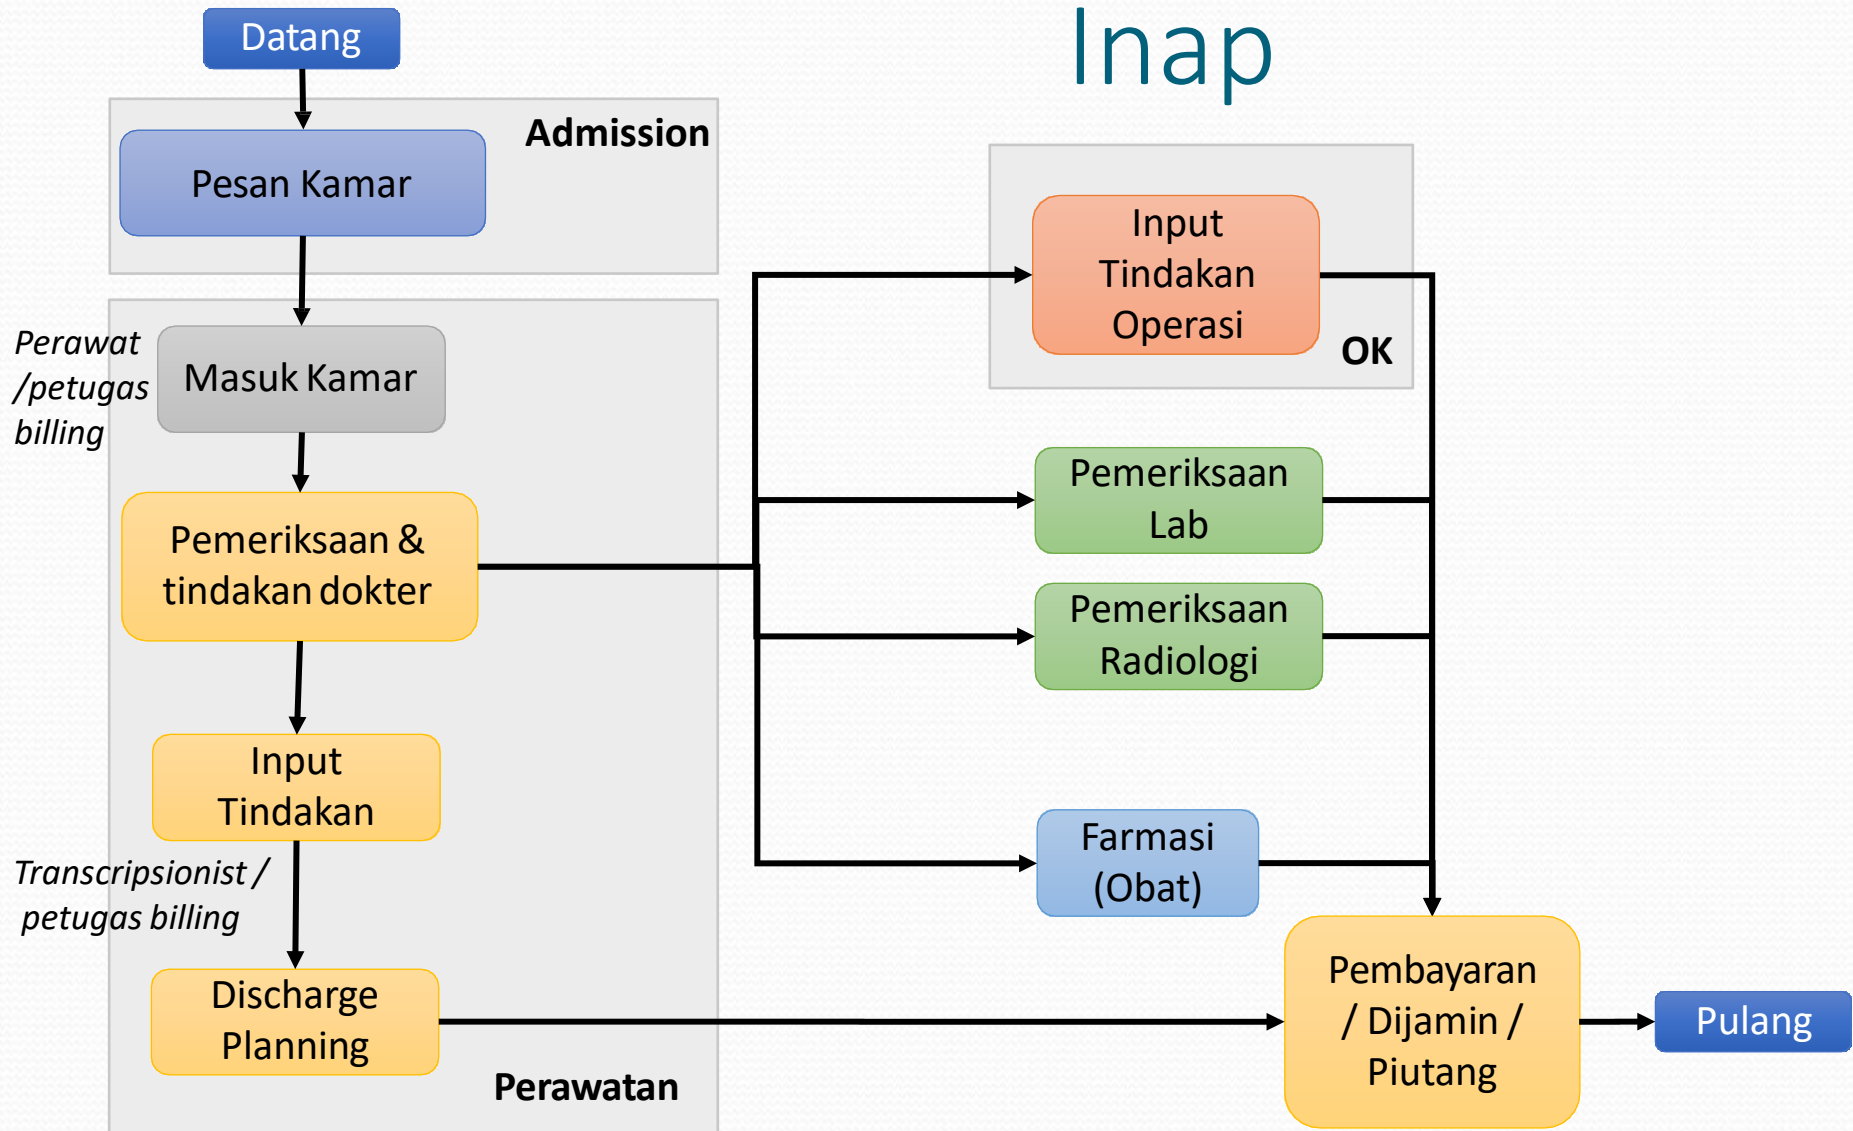 Inap
Datang
Admission
Pesan Kamar
Input
Tindakan
Operasi
OK
Perawat
/petugas
billing
Masuk Kamar
Pemeriksaan &
tindakan dokter
Pemeriksaan
Lab
Pemeriksaan
Radiologi
Input
Tindakan
Transcripsionist /
petugas billing
Farmasi
(Obat)
Discharge
Planning
Perawatan
Pembayaran
/ Dijamin /
Piutang
Pulang